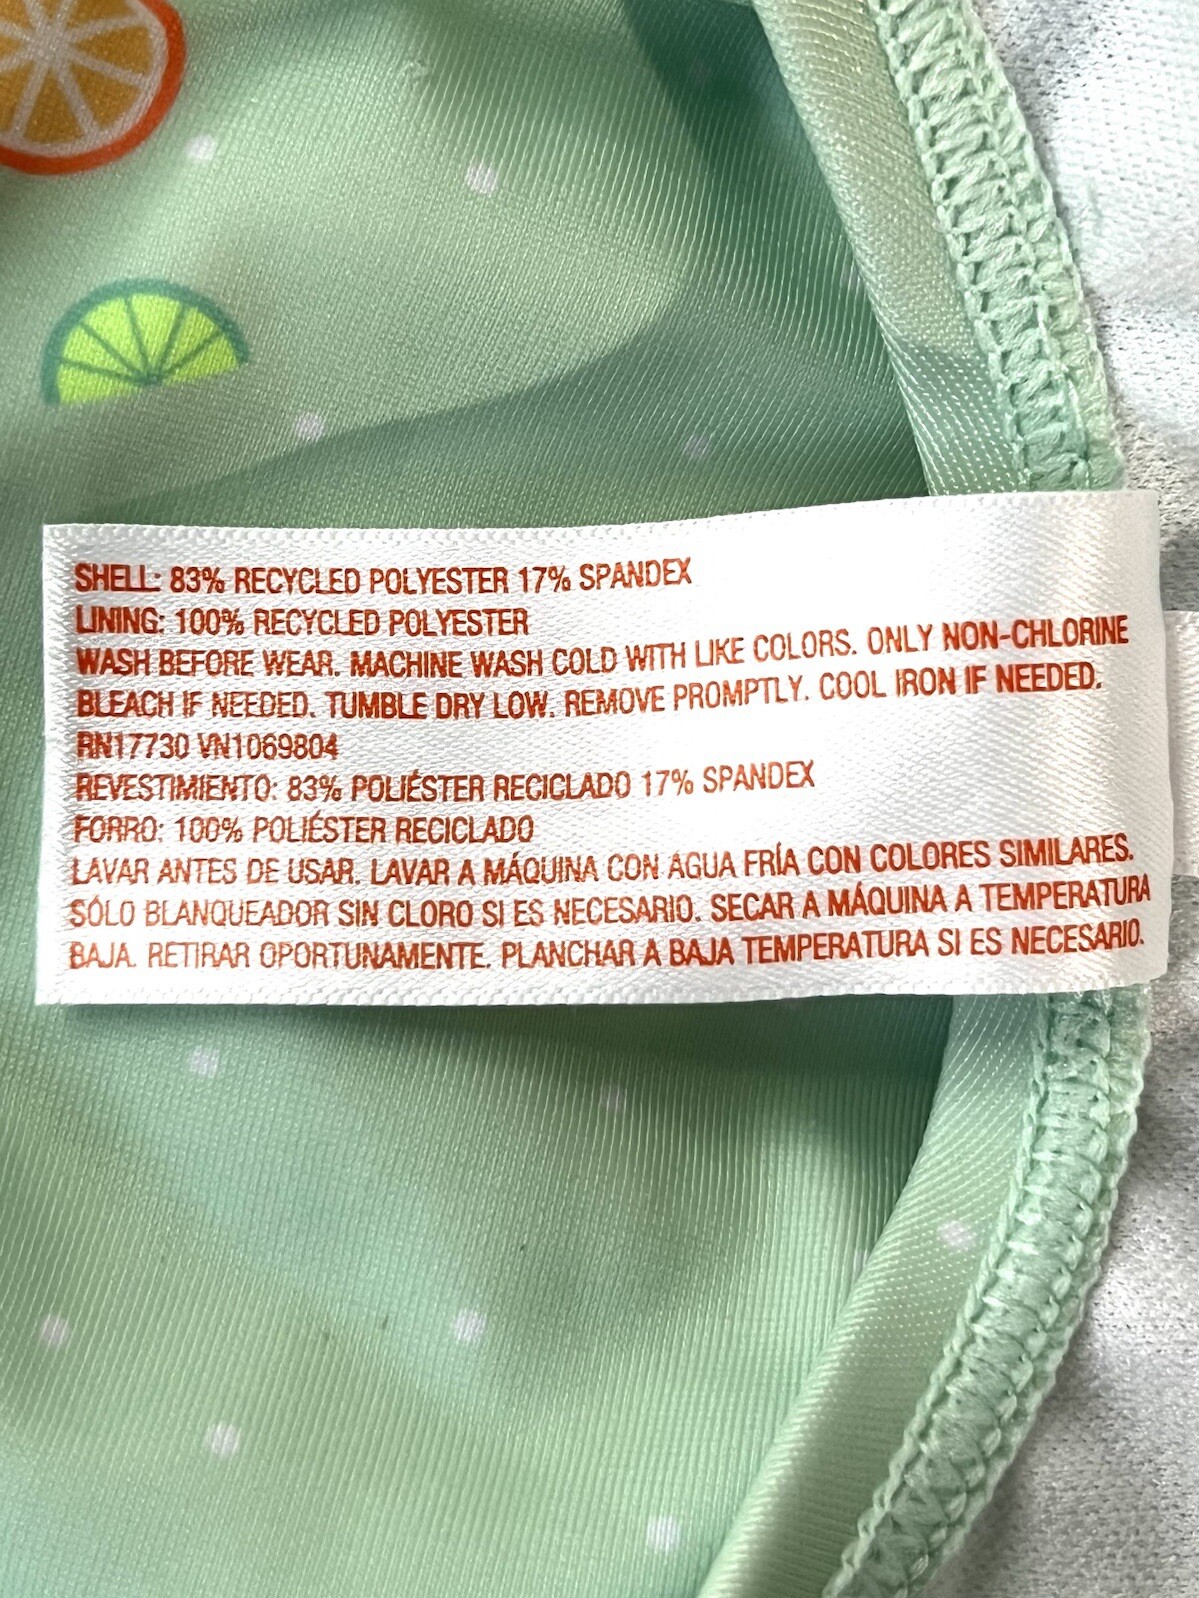 SHELL: 83% RECYCLED POLYESTER 17% SPANDEX
LINING: 100% RECYCLED POLYESTER
WASH BEFORE WEAR. MACHINE WASH COLD WITH LIKE COLORS. ONLY NON-CHLORINE
BLEACH IF NEEDED. TUMBLE DRY LOW. REMOVE PROMPTLY. COOL IRON IF NEEDED.
RN17730 VN1069804
REVESTIMIENTO: 83% POLIÉSTER RECICLADO 17% SPANDEX
FORRO: 100% POLIÉSTER RECICLADO
LAVAR ANTES DE USAR. LAVAR A MÁQUINA CON AGUA FRÍA CON COLORES SIMILARES.
SÓLO BLANQUEADOR SIN CLORO SI ES NECESARIO. SECAR A MÁQUINA A TEMPERATURA
BAJA. RETIRAR OPORTUNAMENTE. PLANCHAR A BAJA TEMPERATURA SI ES NECESARIO.